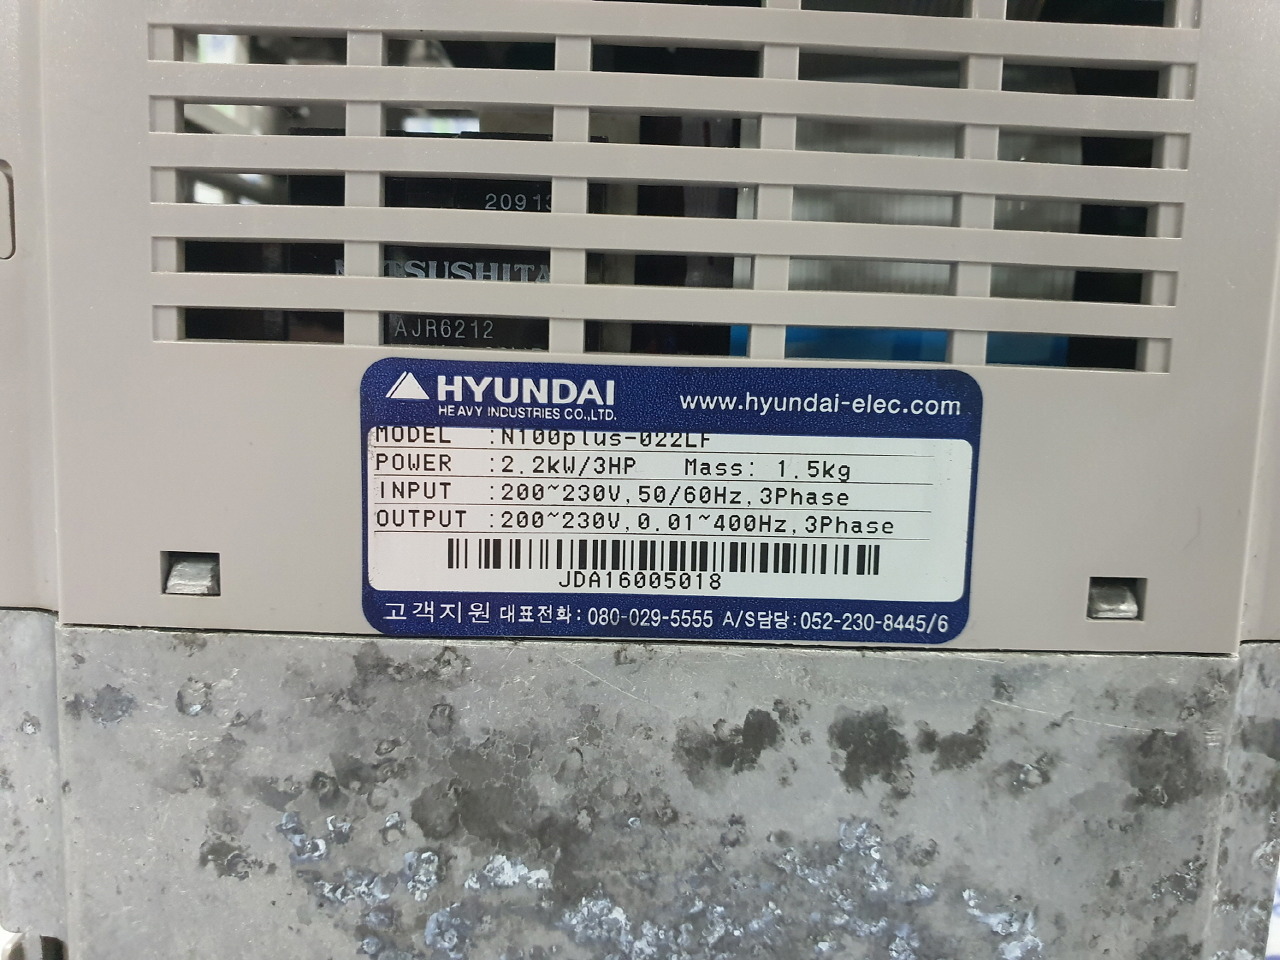 AJR6212
HYUNDAI
HEAVY INDUSTRIES CO.,LTD.
www.hyundai-elec.com
MODEL :N100plus-022LF
POWER :2.2kW/3HP Mass: 1.5kg
INPUT :200~230V,50/60Hz,3Phase
OUTPUT :200~230V,0.01~400Hz,3Phase
JDA16005018
고객지원 대표전화: 080-029-5555 A/S담당: 052-230-8445/6